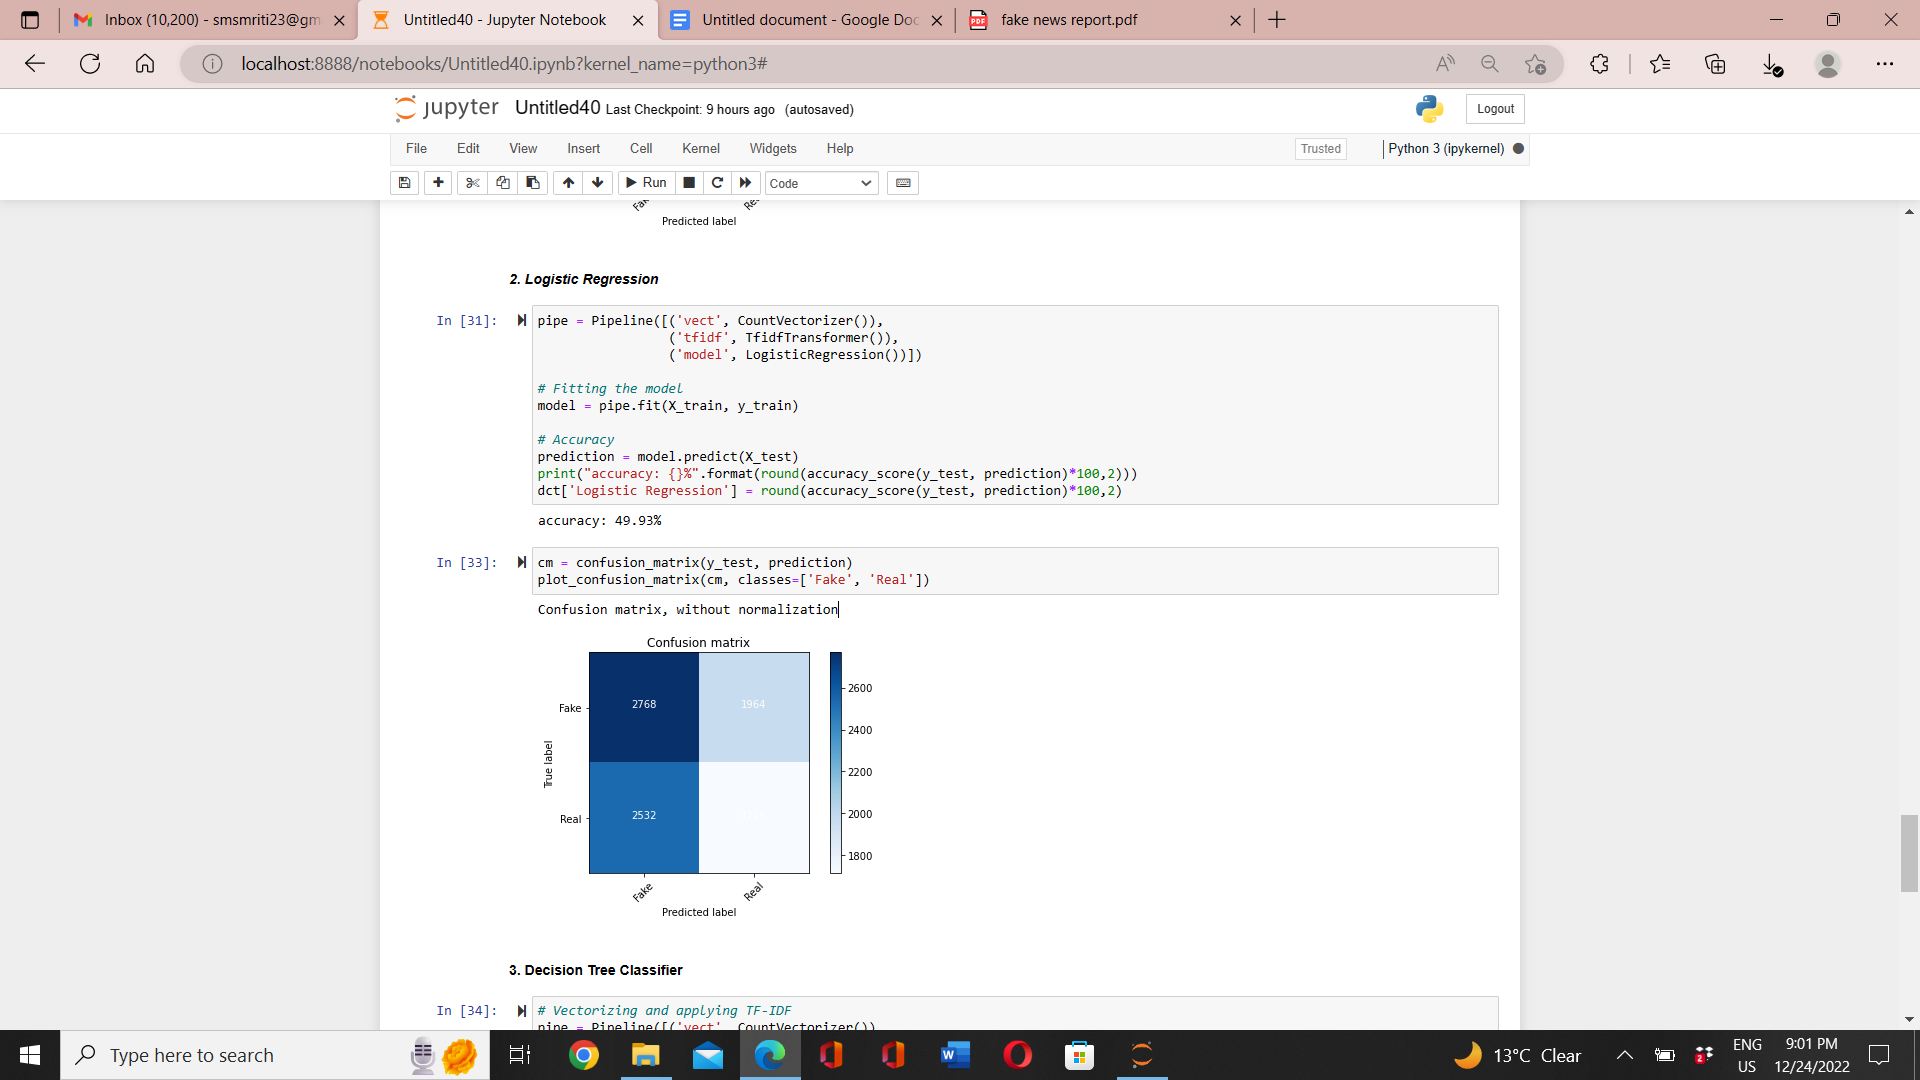 Inbox (10,200) - smsmriti23@gm
Untitled40 - Jupyter Notebook
Untitled document - Google Doc
PDF
fake news report.pdf
localhost:8888/notebooks/Untitled40.ipynb?kernel_name=python3#
jupyter Untitled40 Last Checkpoint: 9 hours ago (autosaved)
Logout
File Edit View Insert Cell Kernel Widgets Help
Trusted
Python 3 (ipykernel)
Run
Code
Predicted label
2. Logistic Regression
In [31]:
pipe = Pipeline([('vect', CountVectorizer()),
('tfidf', TfidfTransformer()),
('model', LogisticRegression())])
# Fitting the model
model = pipe.fit(X_train, y_train)
# Accuracy
prediction = model.predict(X_test)
print("accuracy: {}%".format(round(accuracy_score(y_test, prediction)*100,2)))
dct['Logistic Regression'] = round(accuracy_score(y_test, prediction)*100,2)
accuracy: 49.93%
In [33]:
cm = confusion_matrix(y_test, prediction)
plot_confusion_matrix(cm, classes=['Fake', 'Real'])
Confusion matrix, without normalization
Confusion matrix
2768
1964
2532
Fake
Real
True label
Fake
Real
Predicted label
2600
2400
2200
2000
1800
3. Decision Tree Classifier
In [34]:
# Vectorizing and applying TF-IDF
pipe = Pipeline([('vect', CountVectorizer()),
Type here to search
13°C Clear
ENG
US
9:01 PM
12/24/2022